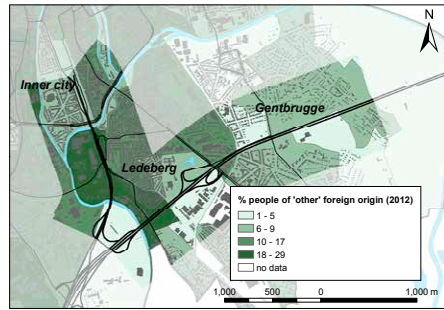 N
Inner city
Gentbrugge
Ledeberg
% people of 'other' foreign origin (2012)
1 - 5
6 - 9
10 - 17
18 - 29
no data
1,000 500 0 1,000 m